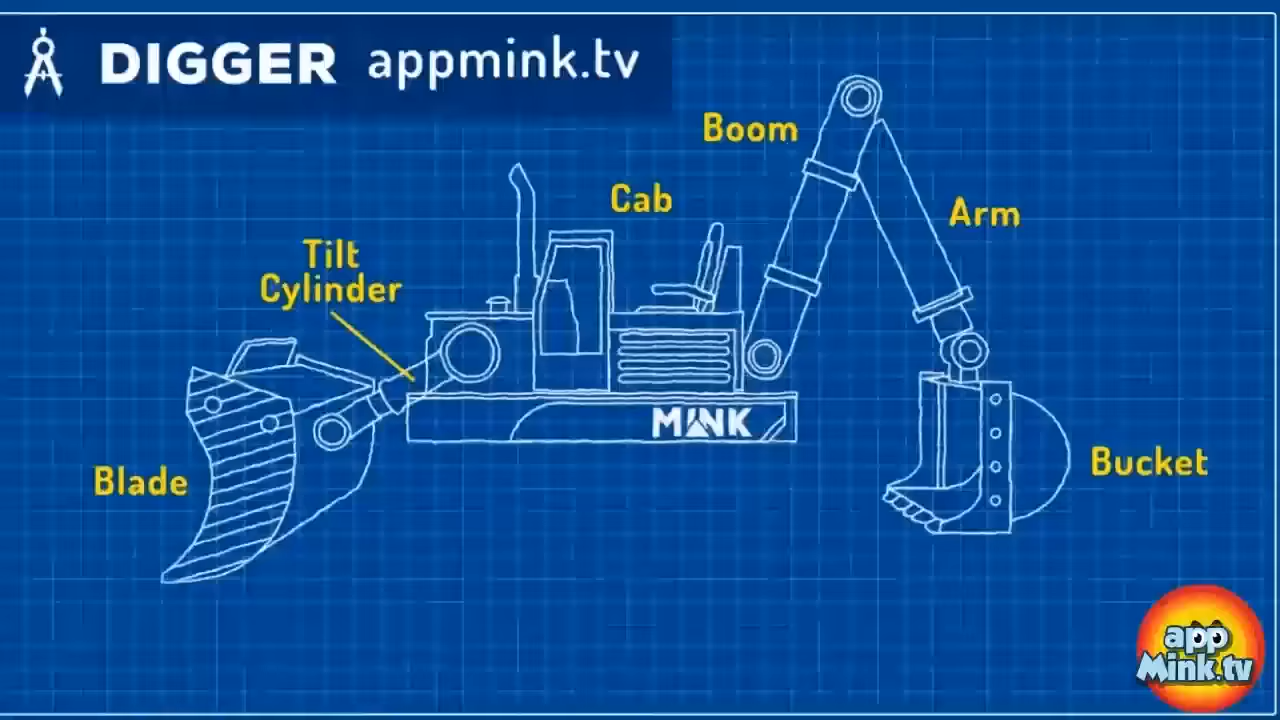 DIGGER appmink.tv
Boom
Cab
Arm
Tilt
Cylinder
MINK
Blade
Bucket
app
Mink.tv